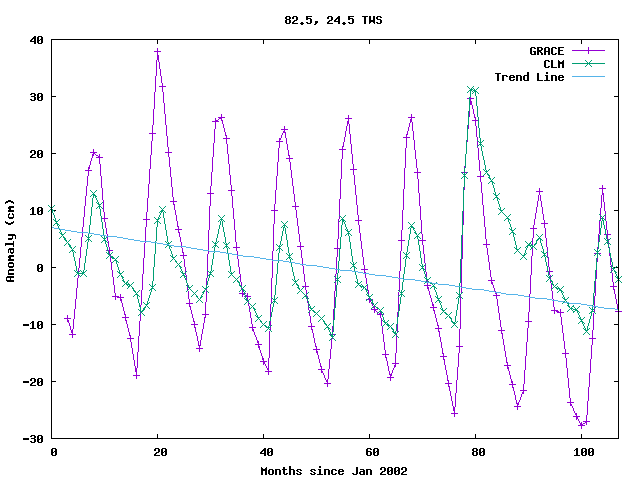 82.5, 24.5 TWS
GRACE
CLM
Trend Line
40
30
20
10
0
-10
-20
-30
Anomaly (cm)
0 20 40 60 80 100
Months since Jan 2002